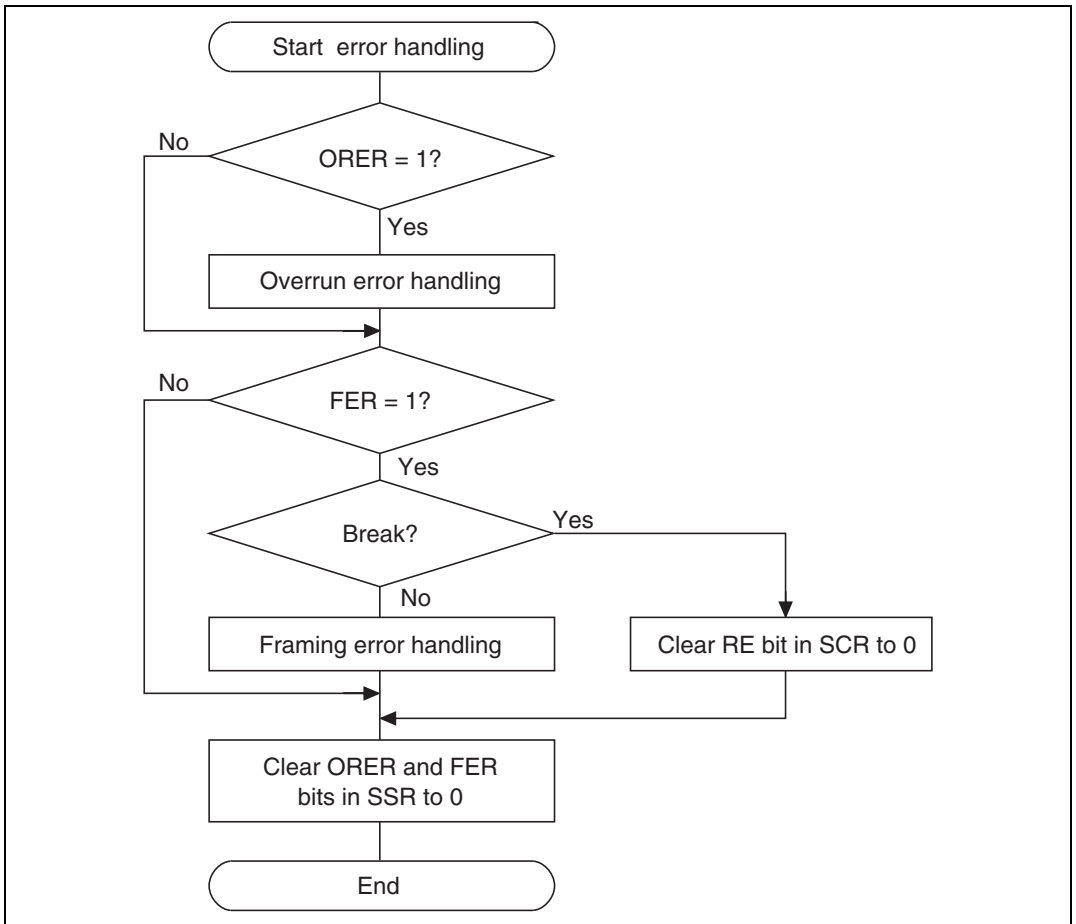 Start error handling
No
ORER = 1?
Yes
Overrun error handling
No
FER = 1?
Yes
Break?
Yes
No
Framing error handling
Clear RE bit in SCR to 0
Clear ORER and FER
bits in SSR to 0
End